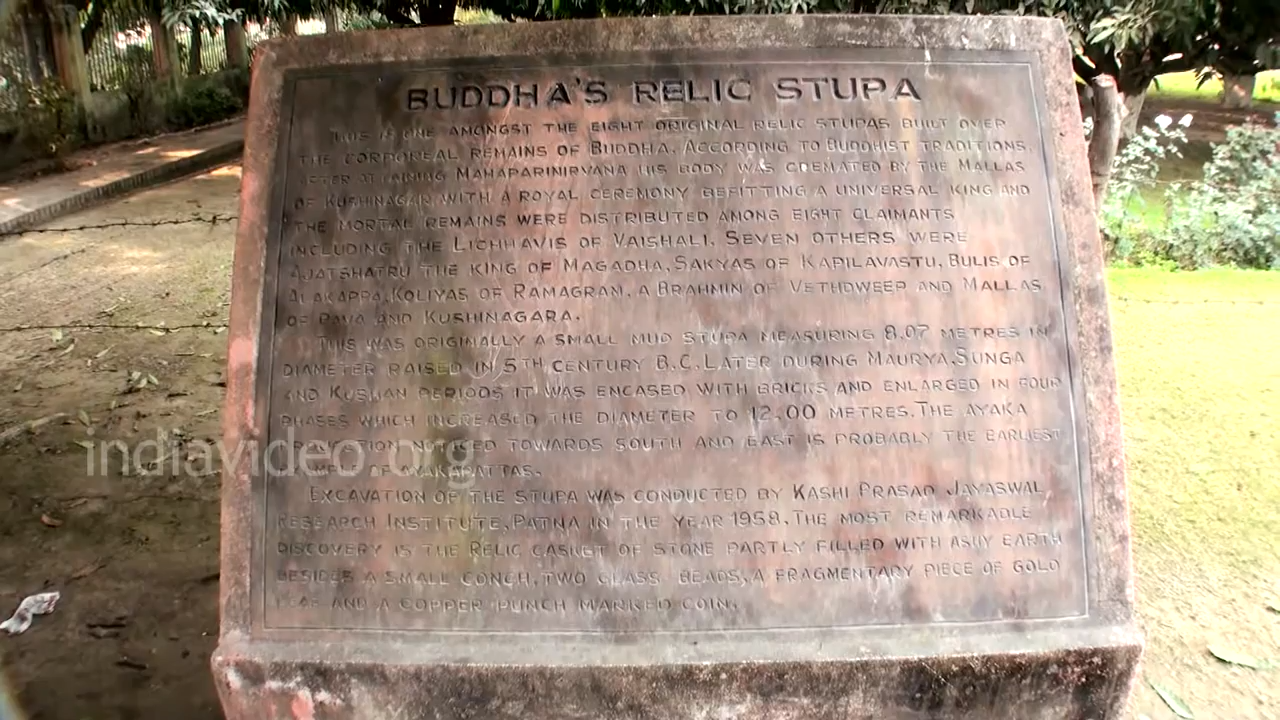 BUDDHA'S RELIC STUPA
THIS IS ONE AMONGST THE EIGHT ORIGINAL RELIC STUPAS BUILT OVER
THE CORPOREAL REMAINS OF BUDDHA. ACCORDING TO BUDDHIST TRADITIONS,
AFTER ATTAINING MAHAPARINIRVANA HIS BODY WAS CREMATED BY THE MALLAS
OF KUSHINAGAR WITH A ROYAL CEREMONY BEFITTING A UNIVERSAL KING AND
THE MORTAL REMAINS WERE DISTRIBUTED AMONG EIGHT CLAIMANTS
INCLUDING THE LICHHAVIS OF VAISHALI. SEVEN OTHERS WERE
AJATSHATRU THE KING OF MAGADHA, SAKYAS OF KAPILAVASTU, BULIS OF
ALAKAPPA, KOLIYAS OF RAMAGRAM, A BRAHMIN OF VETHDWEEP AND MALLAS
OF PAVA AND KUSHINAGARA.
THIS WAS ORIGINALLY A SMALL MUD STUPA MEASURING 8.07 METRES IN
DIAMETER RAISED IN 5TH CENTURY B.C. LATER DURING MAURYA, SUNGA
AND KUSHAN PERIODS IT WAS ENCASED WITH BRICKS AND ENLARGED IN FOUR
PHASES WHICH INCREASED THE DIAMETER TO 12.00 METRES. THE AYAKA
NOTICED TOWARDS SOUTH AND EAST IS PROBABLY THE EARLIEST
OF AYAKAPATTAS.
EXCAVATION OF THE STUPA WAS CONDUCTED BY KASHI PRASAD JAYASWAL
RESEARCH INSTITUTE, PATNA IN THE YEAR 1958. THE MOST REMARKABLE
DISCOVERY IS THE RELIC CASKET OF STONE PARTLY FILLED WITH ASHY EARTH
BESIDES A SMALL CONCH, TWO GLASS BEADS, A FRAGMENTARY PIECE OF GOLD
LEAF AND A COPPER PUNCH MARKED COIN.
indiavideo.org